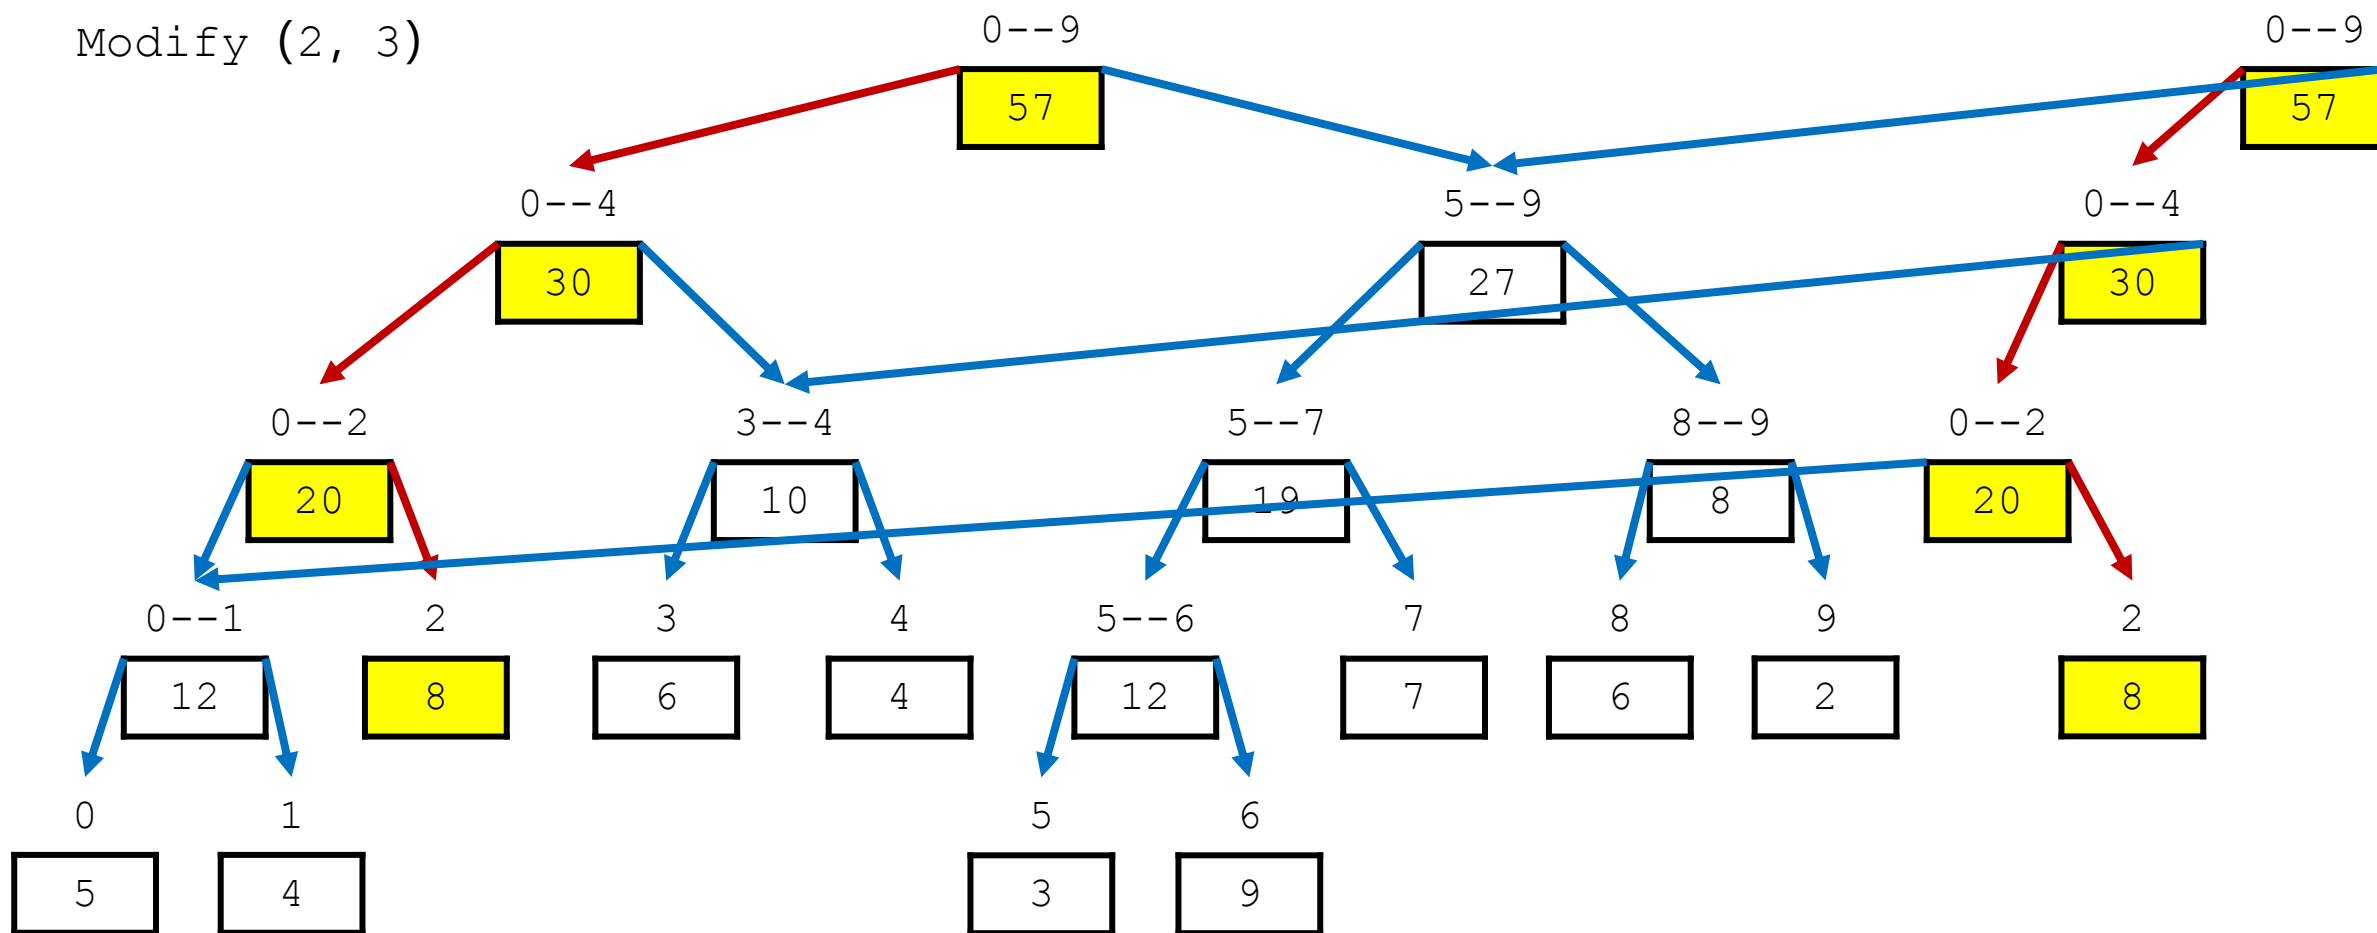 Modify (2, 3)
0--9 0--9
57 57
0--4 5--9 0--4
30 27 30
0--2 3--4 5--7 8--9 0--2
20 10 19 8 20
0--1 2 3 4 5--6 7 8 9 2
12 8 6 4 12 7 6 2 8
0 1 5 6
5 4 3 9